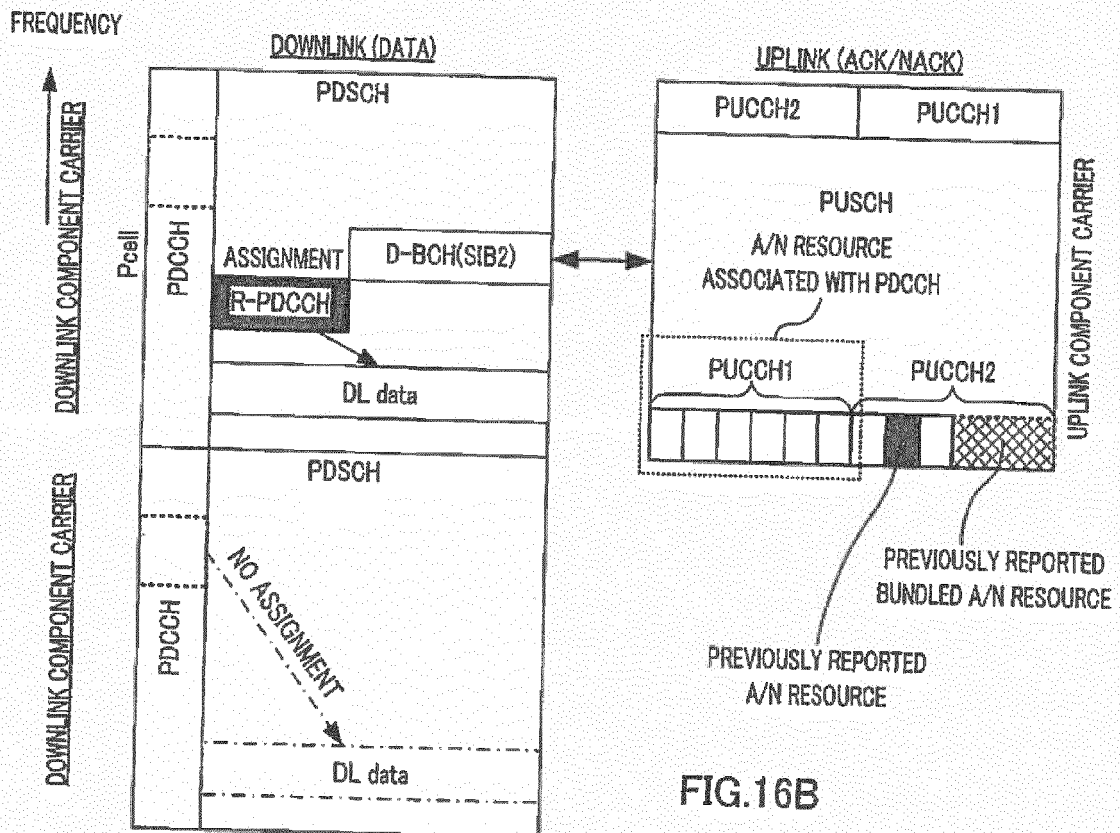 FREQUENCY
DOWNLINK (DATA)
UPLINK (ACK/NACK)
PDSCH
PUCCH2
PUCCH1
DOWNLINK COMPONENT CARRIER
Pcell
PDCCH
ASSIGNMENT
D-BCH(SIB2)
R-PDCCH
DL data
PUSCH
A/N RESOURCE
ASSOCIATED WITH PDCCH
UPLINK COMPONENT CARRIER
PUCCH1
PUCCH2
PDSCH
DOWNLINK COMPONENT CARRIER
PDCCH
NO ASSIGNMENT
DL data
PREVIOUSLY REPORTED
BUNDLED A/N RESOURCE
PREVIOUSLY REPORTED
A/N RESOURCE
FIG.16B